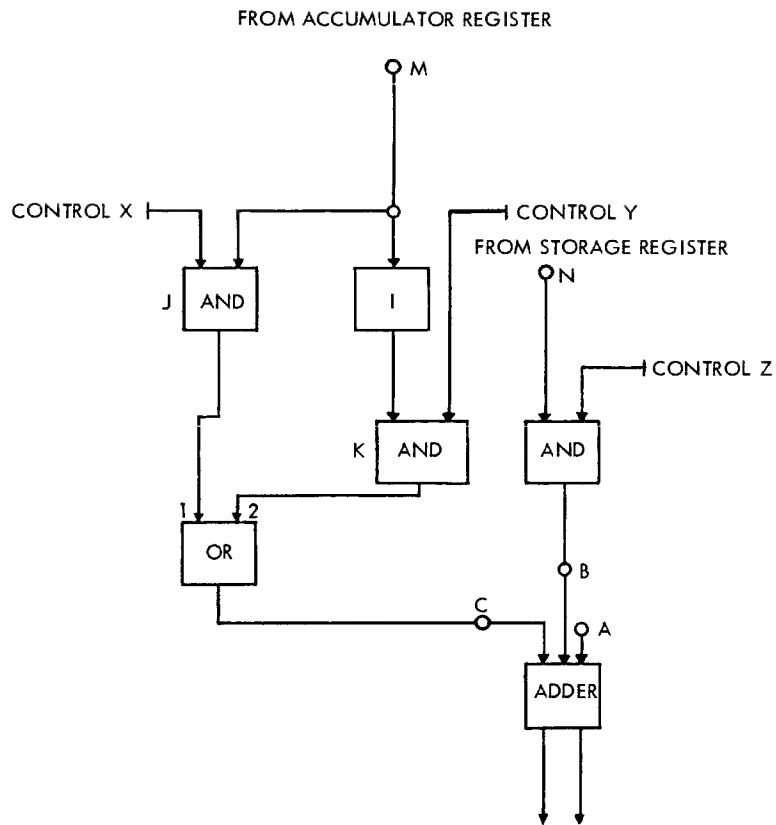 FROM ACCUMULATOR REGISTER
M
CONTROL X
CONTROL Y
FROM STORAGE REGISTER
N
J
AND
I
CONTROL Z
K
AND
AND
1
2
OR
B
C
A
ADDER